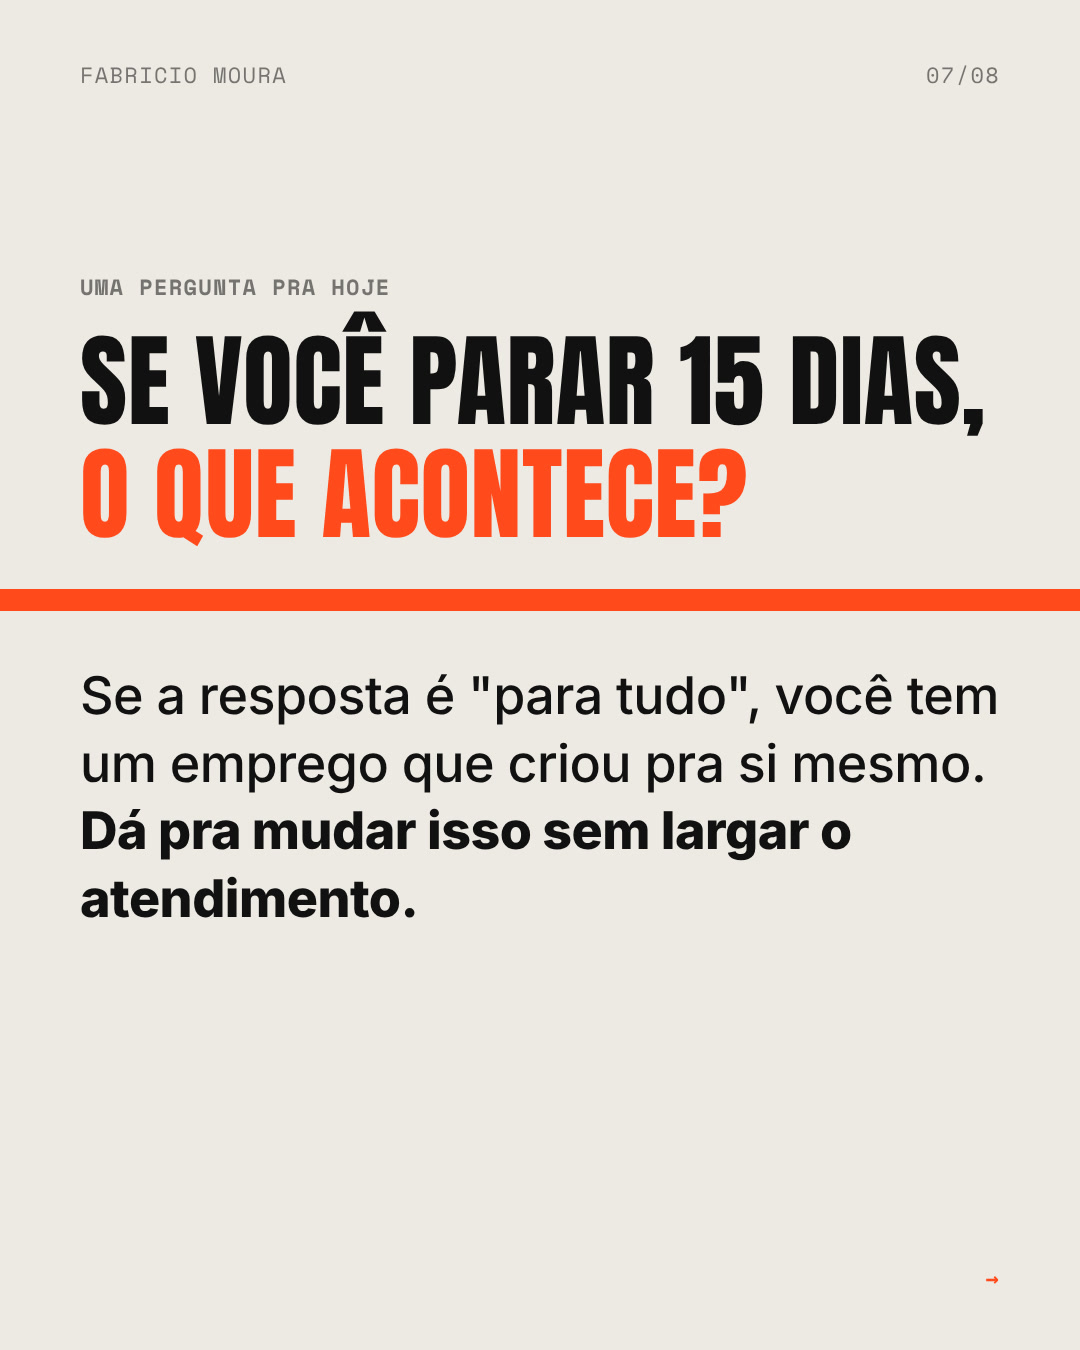 FABRICIO MOURA
07/08
UMA PERGUNTA PRA HOJE
SE VOCÊ PARAR 15 DIAS,
O QUE ACONTECE?
Se a resposta é "para tudo", você tem
um emprego que criou pra si mesmo.
Dá pra mudar isso sem largar o
atendimento.
→